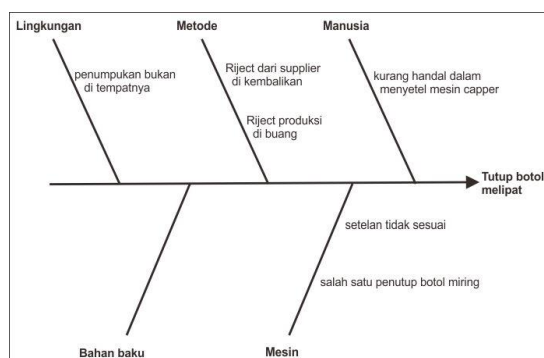 Lingkungan
Metode
Manusia
penumpukan bukan
di tempatnya
Riject dari supplier
di kembalikan
Riject produksi
di buang
kurang handal dalam
menyetel mesin capper
Tutup botol
melipat
setelan tidak sesuai
salah satu penutup botol miring
Bahan baku
Mesin